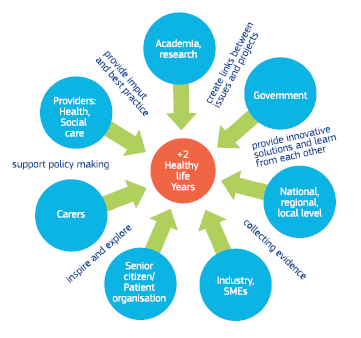 Academia,
research
create links between
issues and projects
Government
provide innovative
solutions and learn
from each other
National,
regional,
local level
collecting evidence
Industry,
SMEs
Senior
citizen/
Patient
organisation
inspire and explore
Carers
support policy making
Providers:
Health,
Social
care
provide input
and best practice
+2
Healthy
life
Years